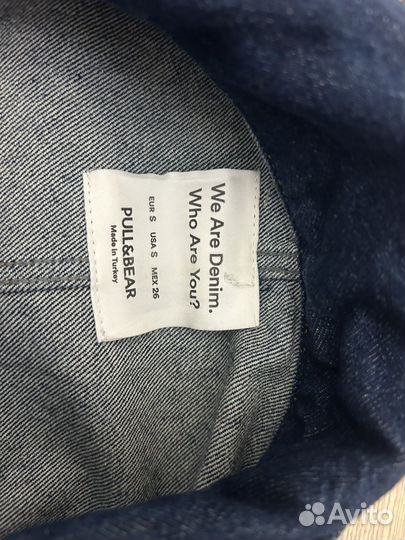 We Are Denim.
Who Are You?
EUR S USA S MEX 26
PULL&BEAR
Made in Turkey
Avito